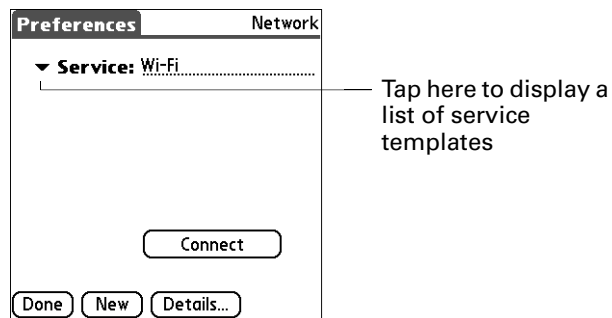 Preferences Network
Service: Wi-Fi
Tap here to display a
list of service
templates
Connect
Done New Details...